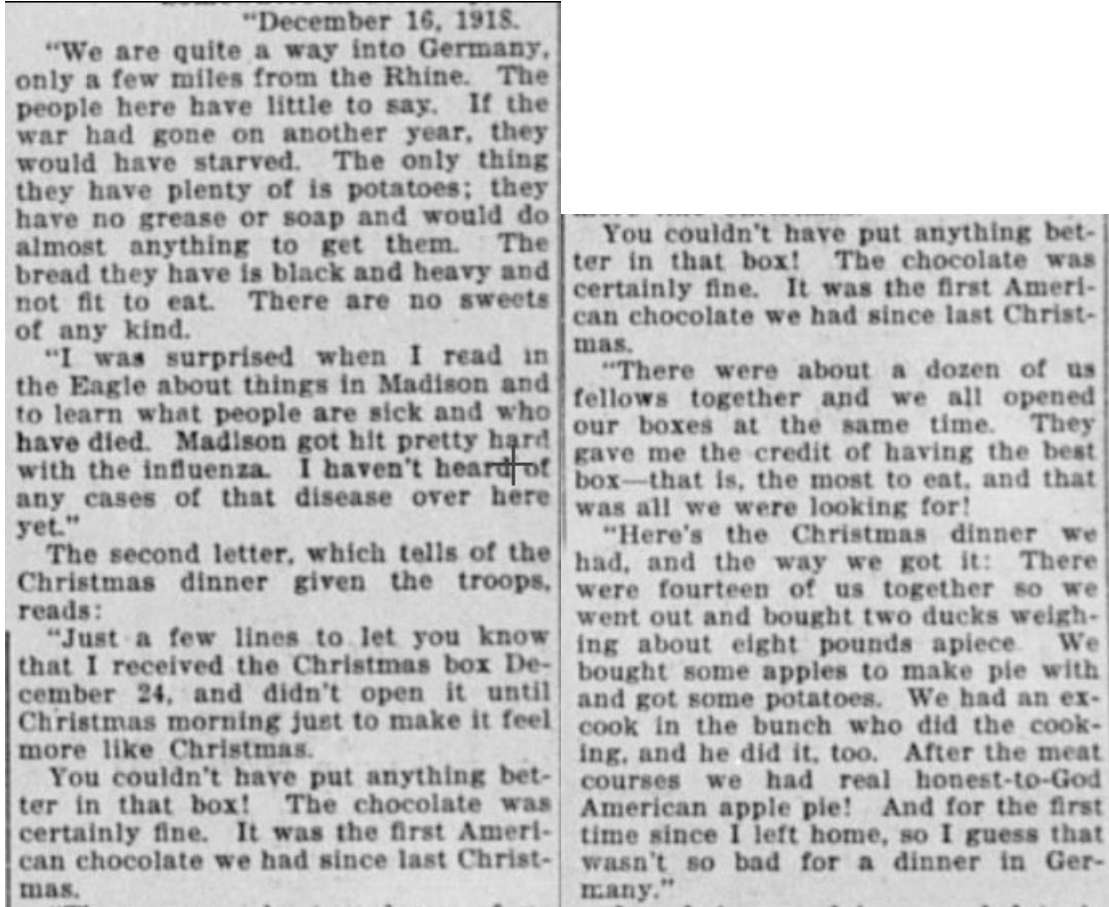 "December 16, 1918.
"We are quite a way into Germany,
only a few miles from the Rhine. The
people here have little to say. If the
war had gone on another year, they
would have starved. The only thing
they have plenty of is potatoes; they
have no grease or soap and would do
almost anything to get them. The
bread they have is black and heavy and
not fit to eat. There are no sweets
of any kind.
"I was surprised when I read in
the Eagle about things in Madison and
to learn what people are sick and who
have died. Madison got hit pretty hard
with the influenza. I haven't heard of
any cases of that disease over here
yet."
The second letter, which tells of the
Christmas dinner given the troops,
reads:
"Just a few lines to let you know
that I received the Christmas box De-
cember 24, and didn't open it until
Christmas morning just to make it feel
more like Christmas.
You couldn't have put anything bet-
ter in that box! The chocolate was
certainly fine. It was the first Ameri-
can chocolate we had since last Christ-
mas.
You couldn't have put anything bet-
ter in that box! The chocolate was
certainly fine. It was the first Ameri-
can chocolate we had since last Christ-
mas.
"There were about a dozen of us
fellows together and we all opened
our boxes at the same time. They
gave me the credit of having the best
box—that is, the most to eat, and that
was all we were looking for!
"Here's the Christmas dinner we
had, and the way we got it: There
were fourteen of us together so we
went out and bought two ducks weigh-
ing about eight pounds apiece. We
bought some apples to make pie with
and got some potatoes. We had an ex-
cook in the bunch who did the cook-
ing, and he did it, too. After the meat
courses we had real honest-to-God
American apple pie! And for the first
time since I left home, so I guess that
wasn't so bad for a dinner in Ger-
many."